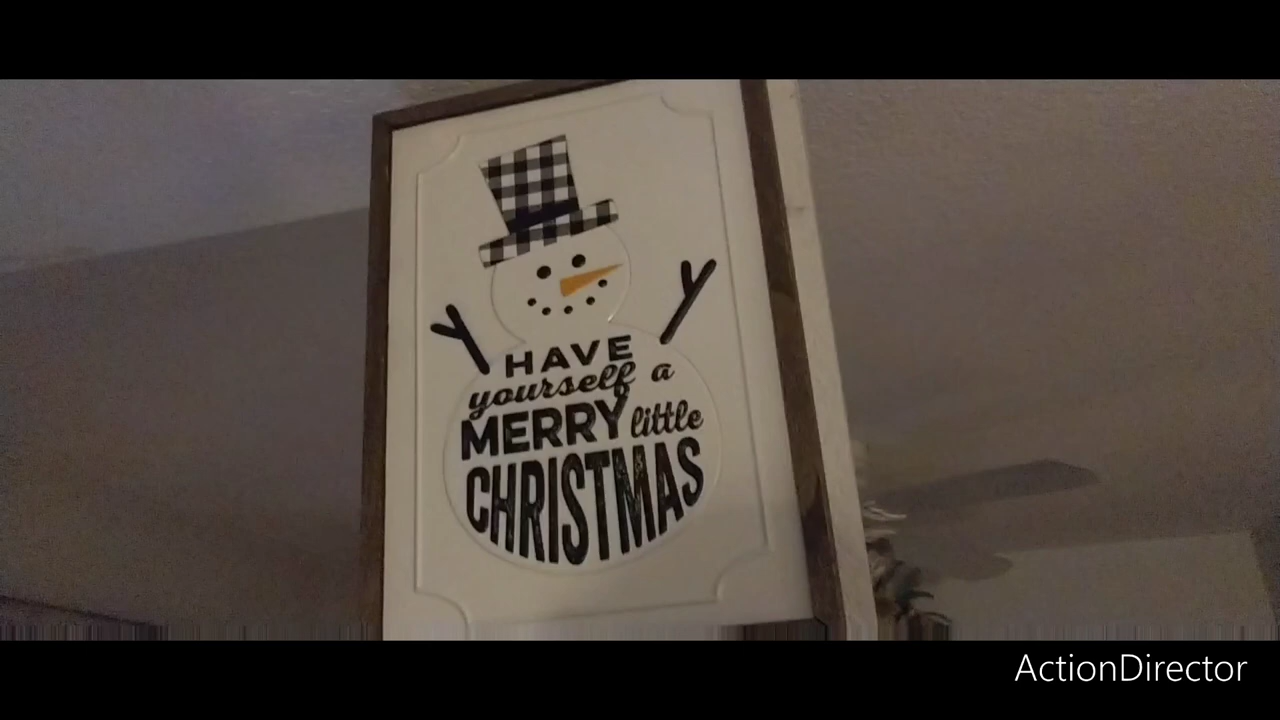 HAVE
yourself a
MERRY little
CHRISTMAS
ActionDirector